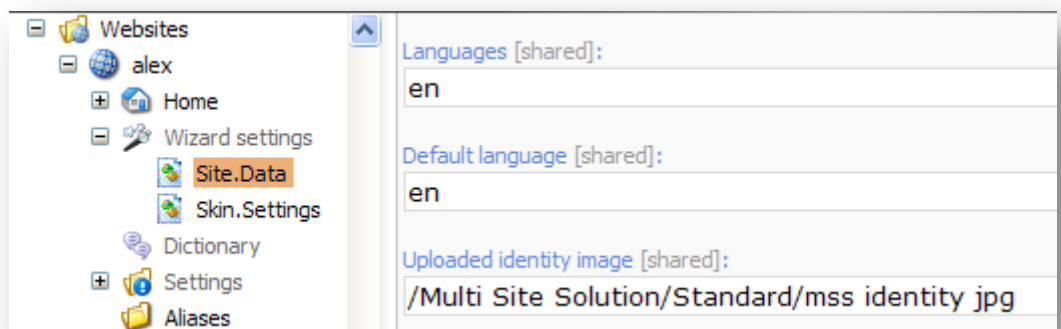 Websites
alex
Home
Wizard settings
Site.Data
Skin.Settings
Dictionary
Settings
Aliases
Languages [shared]:
en
Default language [shared]:
en
Uploaded identity image [shared]:
/Multi Site Solution/Standard/mss identity jpg